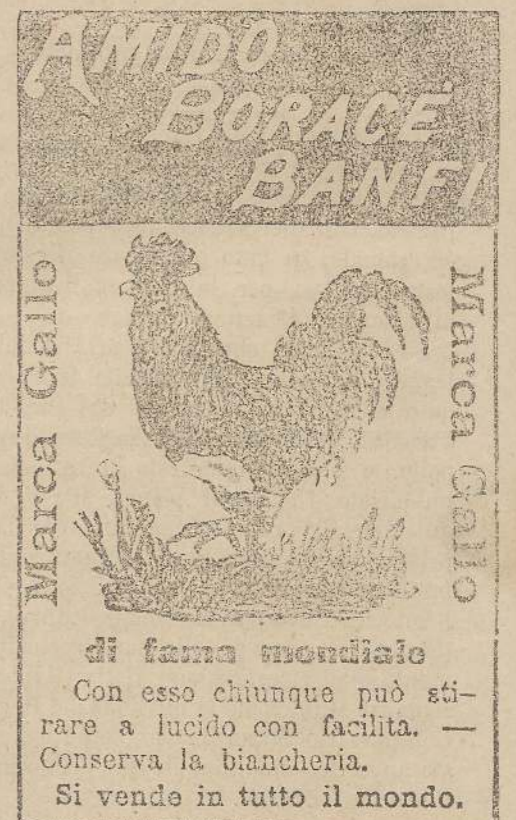 AMIDO
BORACE
BANFI
Marca Gallo
Marca Gallo
di fama mondiale
Con esso chiunque può sti–
rare a lucido con facilita. —
Conserva la biancheria.
Si vende in tutto il mondo.